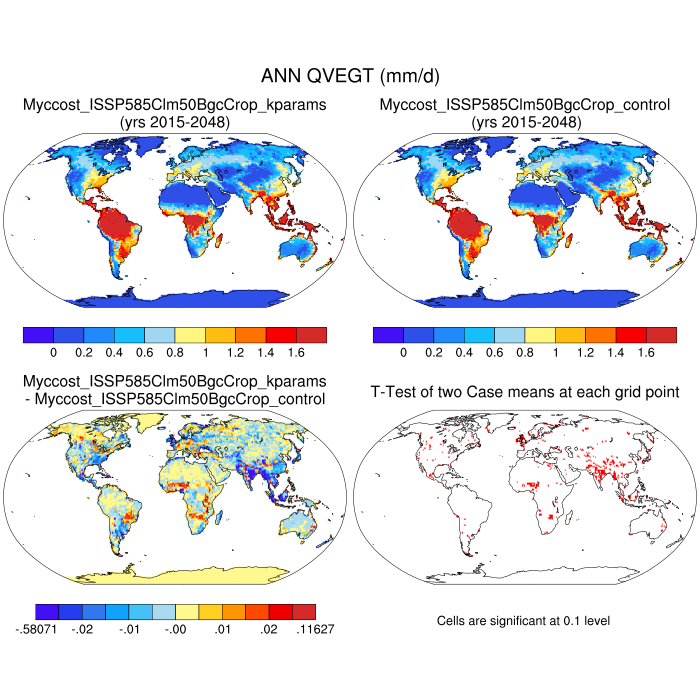 ANN QVEGT (mm/d)
Myccost_ISSP585Clm50BgcCrop_kparams
(yrs 2015-2048)
Myccost_ISSP585Clm50BgcCrop_control
(yrs 2015-2048)
0 0.2 0.4 0.6 0.8 1 1.2 1.4 1.6
0 0.2 0.4 0.6 0.8 1 1.2 1.4 1.6
Myccost_ISSP585Clm50BgcCrop_kparams
- Myccost_ISSP585Clm50BgcCrop_control
T-Test of two Case means at each grid point
-.58071 -.02 -.01 -.00 .01 .02 .11627
Cells are significant at 0.1 level